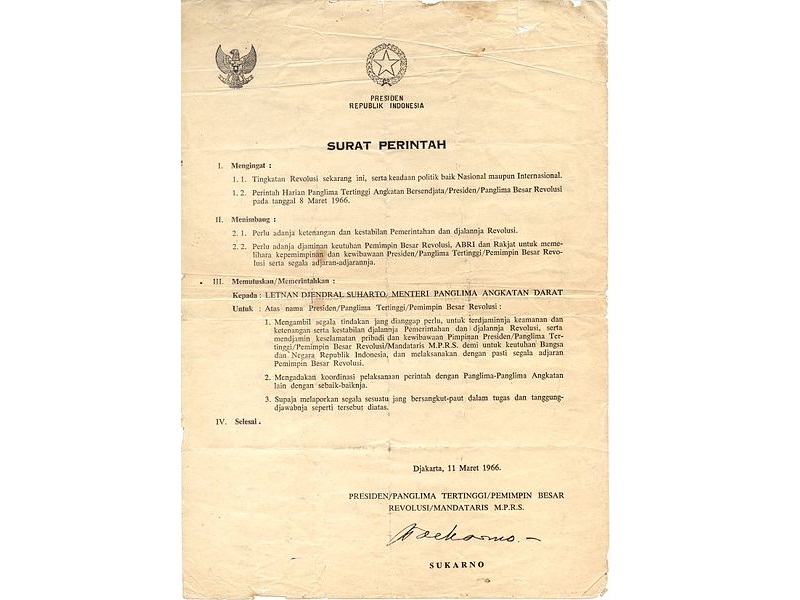 PRESIDEN
REPUBLIK INDONESIA
SURAT PERINTAH
I. Mengingat :
1. 1. Tingkatan Revolusi sekarang ini, serta keadaan politik baik Nasional maupun Internasional.
1. 2. Perintah Harian Panglima Tertinggi Angkatan Bersendjata/Presiden/Panglima Besar Revolusi
pada tanggal 8 Maret 1966.
II. Menimbang :
2. 1. Perlu adanja ketenangan dan kestabilan Pemerintahan dan djalannja Revolusi.
2. 2. Perlu adanja djaminan keutuhan Pemimpin Besar Revolusi, ABRI dan Rakjat untuk meme-
lihara kepemimpinan dan kewibawaan Presiden/Panglima Tertinggi/Pemimpin Besar Revo-
lusi serta segala adjaran-adjarannja.
III. Memutuskan/Memerintahkan :
Kepada : LETNAN DJENDRAL SUHARTO, MENTERI PANGLIMA ANGKATAN DARAT
Untuk : Atas nama Presiden/Panglima Tertinggi/Pemimpin Besar Revolusi :
1. Mengambil segala tindakan jang dianggap perlu, untuk terdjaminnja keamanan dan
ketenangan serta kestabilan djalannja Pemerintahan dan djalannja Revolusi, serta
mendjamin keselamatan pribadi dan kewibawaan Pimpinan Presiden/Panglima Ter-
tinggi/Pemimpin Besar Revolusi/Mandataris M.P.R.S. demi untuk keutuhan Bangsa
dan Negara Republik Indonesia, dan melaksanakan dengan pasti segala adjaran
Pemimpin Besar Revolusi.
2. Mengadakan koordinasi pelaksanaan perintah dengan Panglima-Panglima Angkatan
lain dengan sebaik-baiknja.
3. Supaja melaporkan segala sesuatu jang bersangkut-paut dalam tugas dan tanggung-
djawabnja seperti tersebut diatas.
IV. Selesai.
Djakarta, 11 Maret 1966.
PRESIDEN/PANGLIMA TERTINGGI/PEMIMPIN BESAR
REVOLUSI/MANDATARIS M.P.R.S.
Soekarno.
SUKARNO